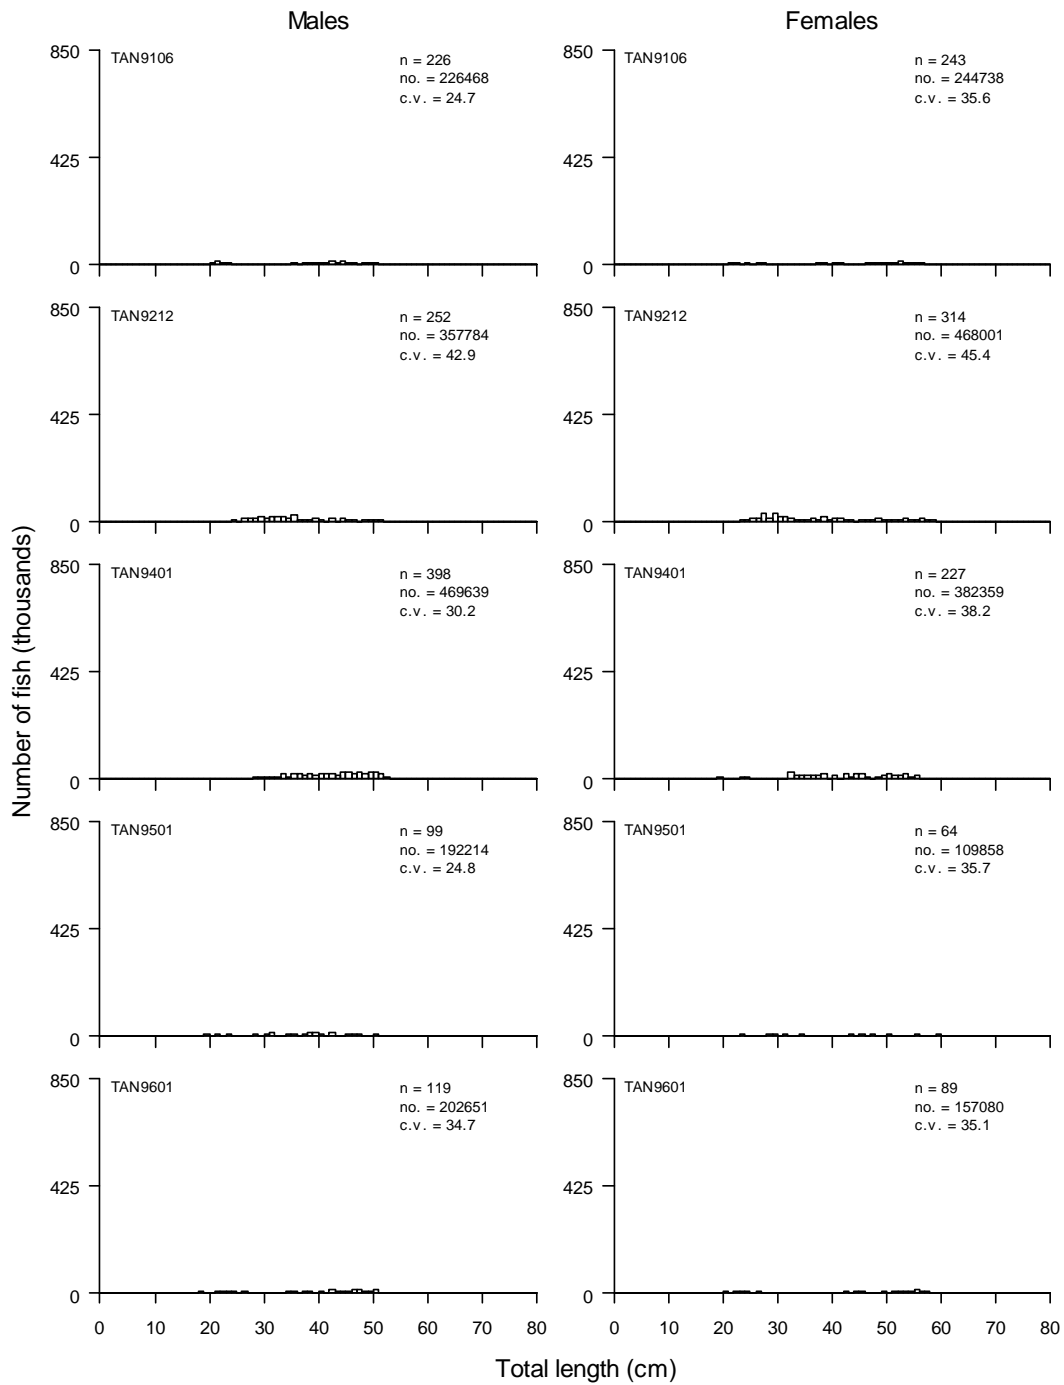 Males Females
850 TAN9106 n = 226 850 TAN9106 n = 243
no. = 226468 no. = 244738
c.v. = 24.7 c.v. = 35.6
425 425
0 0
850 TAN9212 n = 252 850 TAN9212 n = 314
no. = 357784 no. = 468001
c.v. = 42.9 c.v. = 45.4
425 425
0 0
Number of fish (thousands)
850 TAN9401 n = 398 850 TAN9401 n = 227
no. = 469639 no. = 382359
c.v. = 30.2 c.v. = 38.2
425 425
0 0
850 TAN9501 n = 99 850 TAN9501 n = 64
no. = 192214 no. = 109858
c.v. = 24.8 c.v. = 35.7
425 425
0 0
850 TAN9601 n = 119 850 TAN9601 n = 89
no. = 202651 no. = 157080
c.v. = 34.7 c.v. = 35.1
425 425
0 0
0 10 20 30 40 50 60 70 80 0 10 20 30 40 50 60 70 80
Total length (cm)